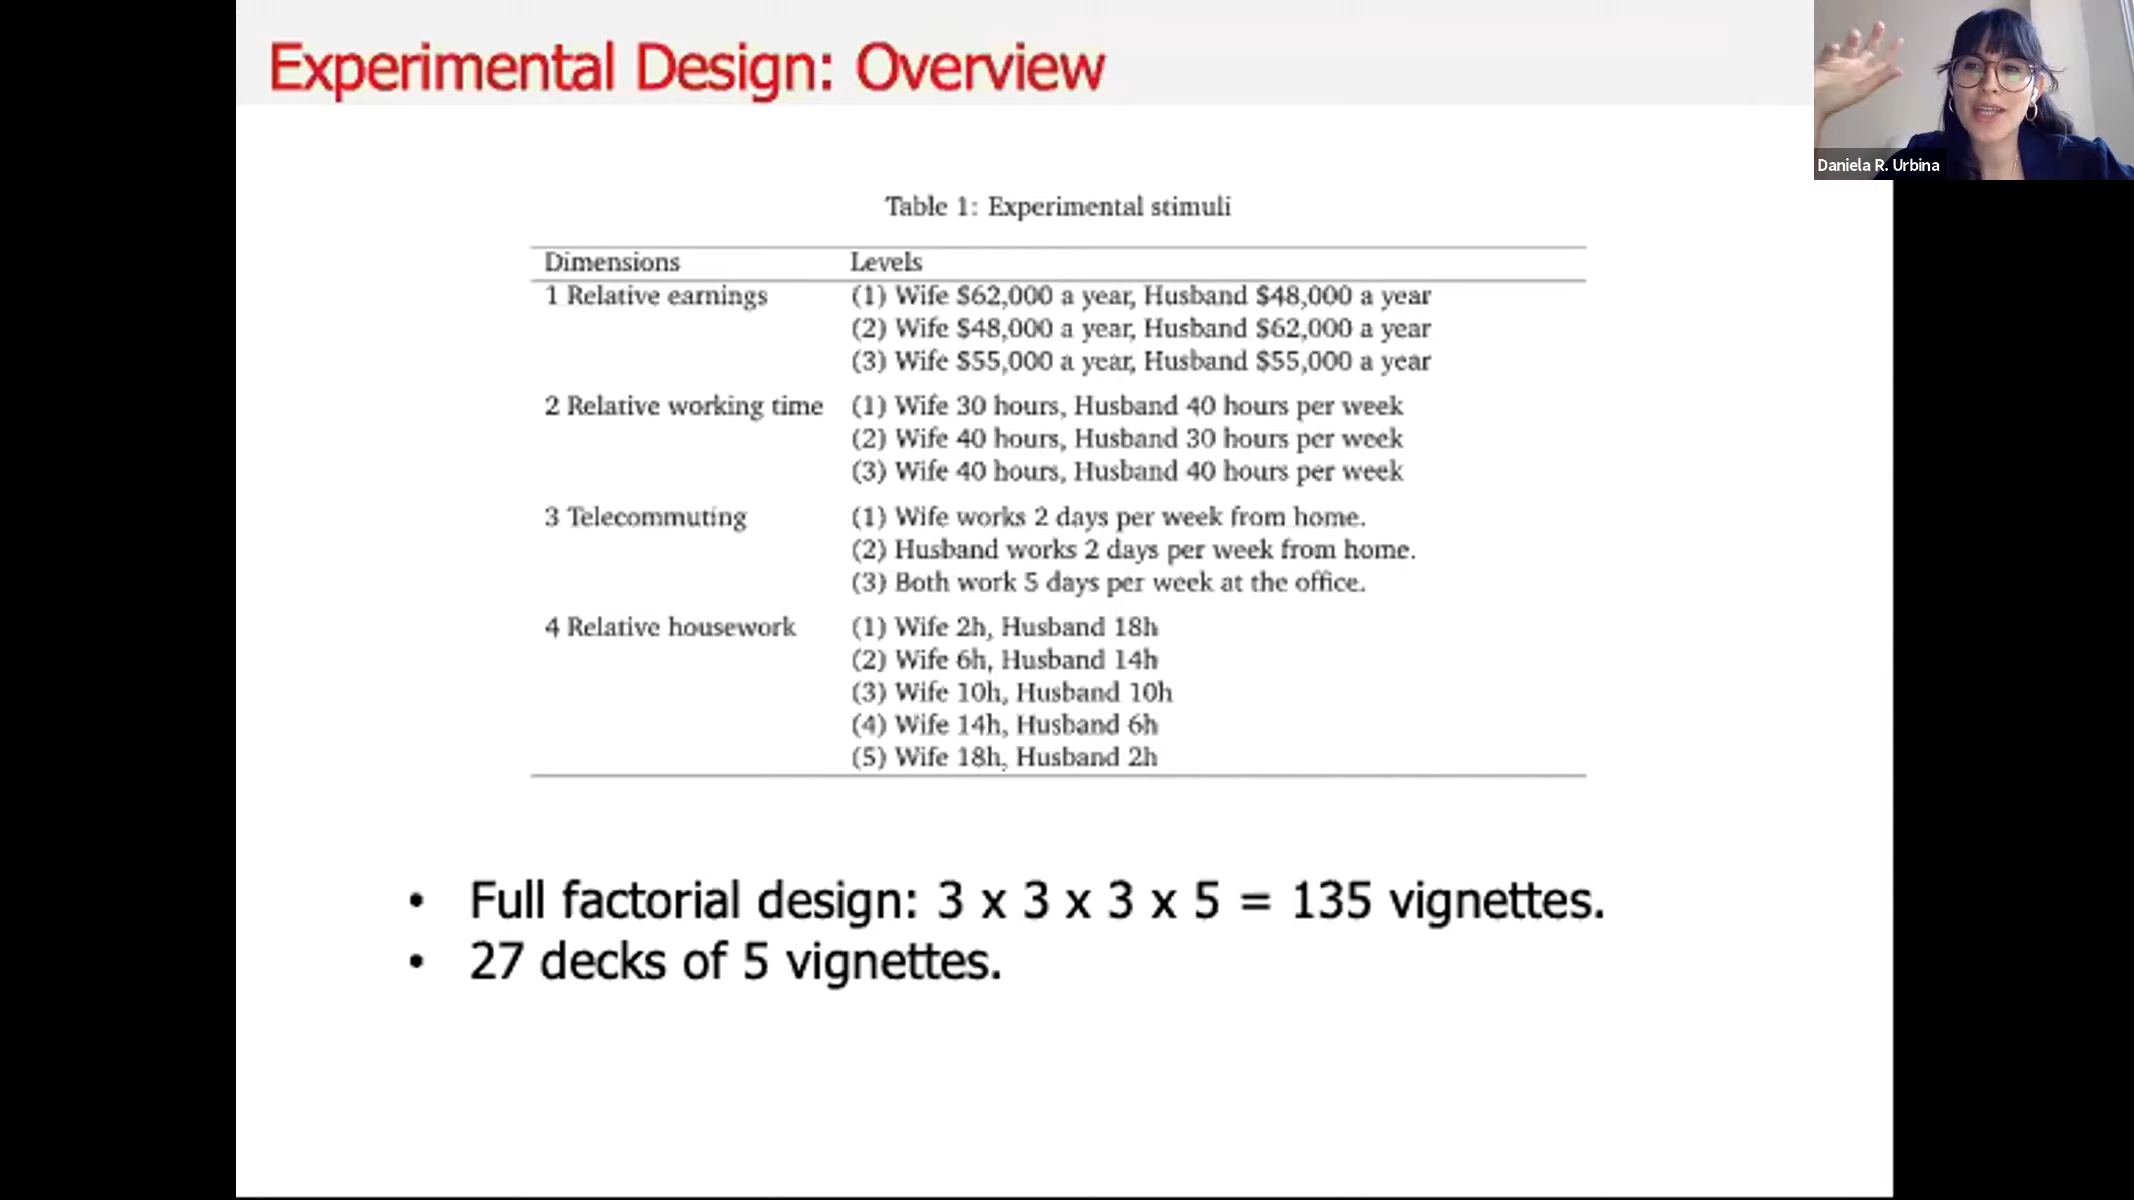 Experimental Design: Overview
Daniela R. Urbina
Table 1: Experimental stimuli
Dimensions Levels
1 Relative earnings (1) Wife $62,000 a year, Husband $48,000 a year
(2) Wife $48,000 a year, Husband $62,000 a year
(3) Wife $55,000 a year, Husband $55,000 a year
2 Relative working time (1) Wife 30 hours, Husband 40 hours per week
(2) Wife 40 hours, Husband 30 hours per week
(3) Wife 40 hours, Husband 40 hours per week
3 Telecommuting (1) Wife works 2 days per week from home.
(2) Husband works 2 days per week from home.
(3) Both work 5 days per week at the office.
4 Relative housework (1) Wife 2h, Husband 18h
(2) Wife 6h, Husband 14h
(3) Wife 10h, Husband 10h
(4) Wife 14h, Husband 6h
(5) Wife 18h, Husband 2h
• Full factorial design: 3 x 3 x 3 x 5 = 135 vignettes.
• 27 decks of 5 vignettes.